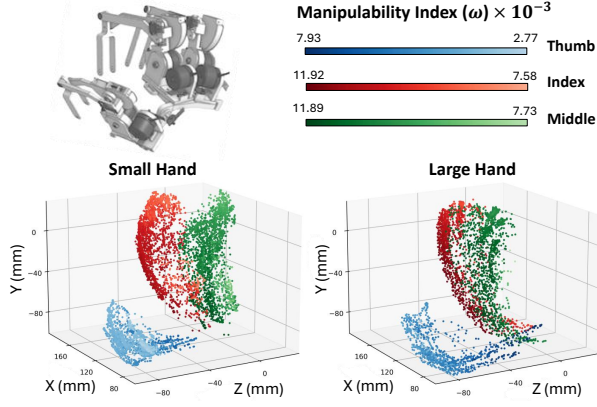 Manipulability Index (ω) × 10⁻³
7.93 2.77 Thumb
11.92 7.58 Index
11.89 7.73 Middle
Small Hand
Large Hand
Y (mm)
0
−40
−80
160
120
80
X (mm)
−80
−40
0
Z (mm)
Y (mm)
0
−40
−80
160
120
80
X (mm)
−80
−40
0
Z (mm)